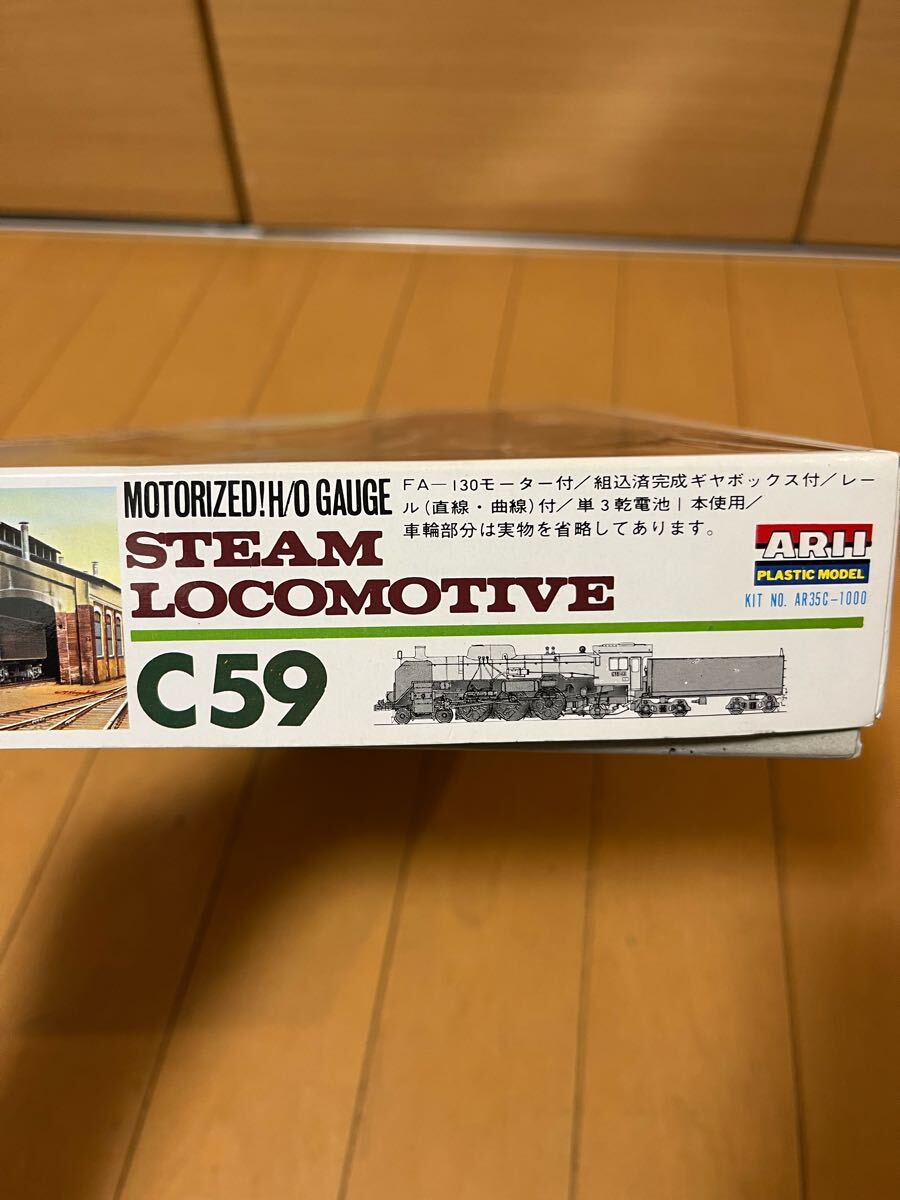 MOTORIZED! H/O GAUGE
STEAM
LOCOMOTIVE
C59
FA—130モーター付/組込済完成ギヤボックス付/レー
ル(直線・曲線)付/単3乾電池1本使用/
車輪部分は実物を省略してあります。
ARII
PLASTIC MODEL
KIT NO. AR35C-1000